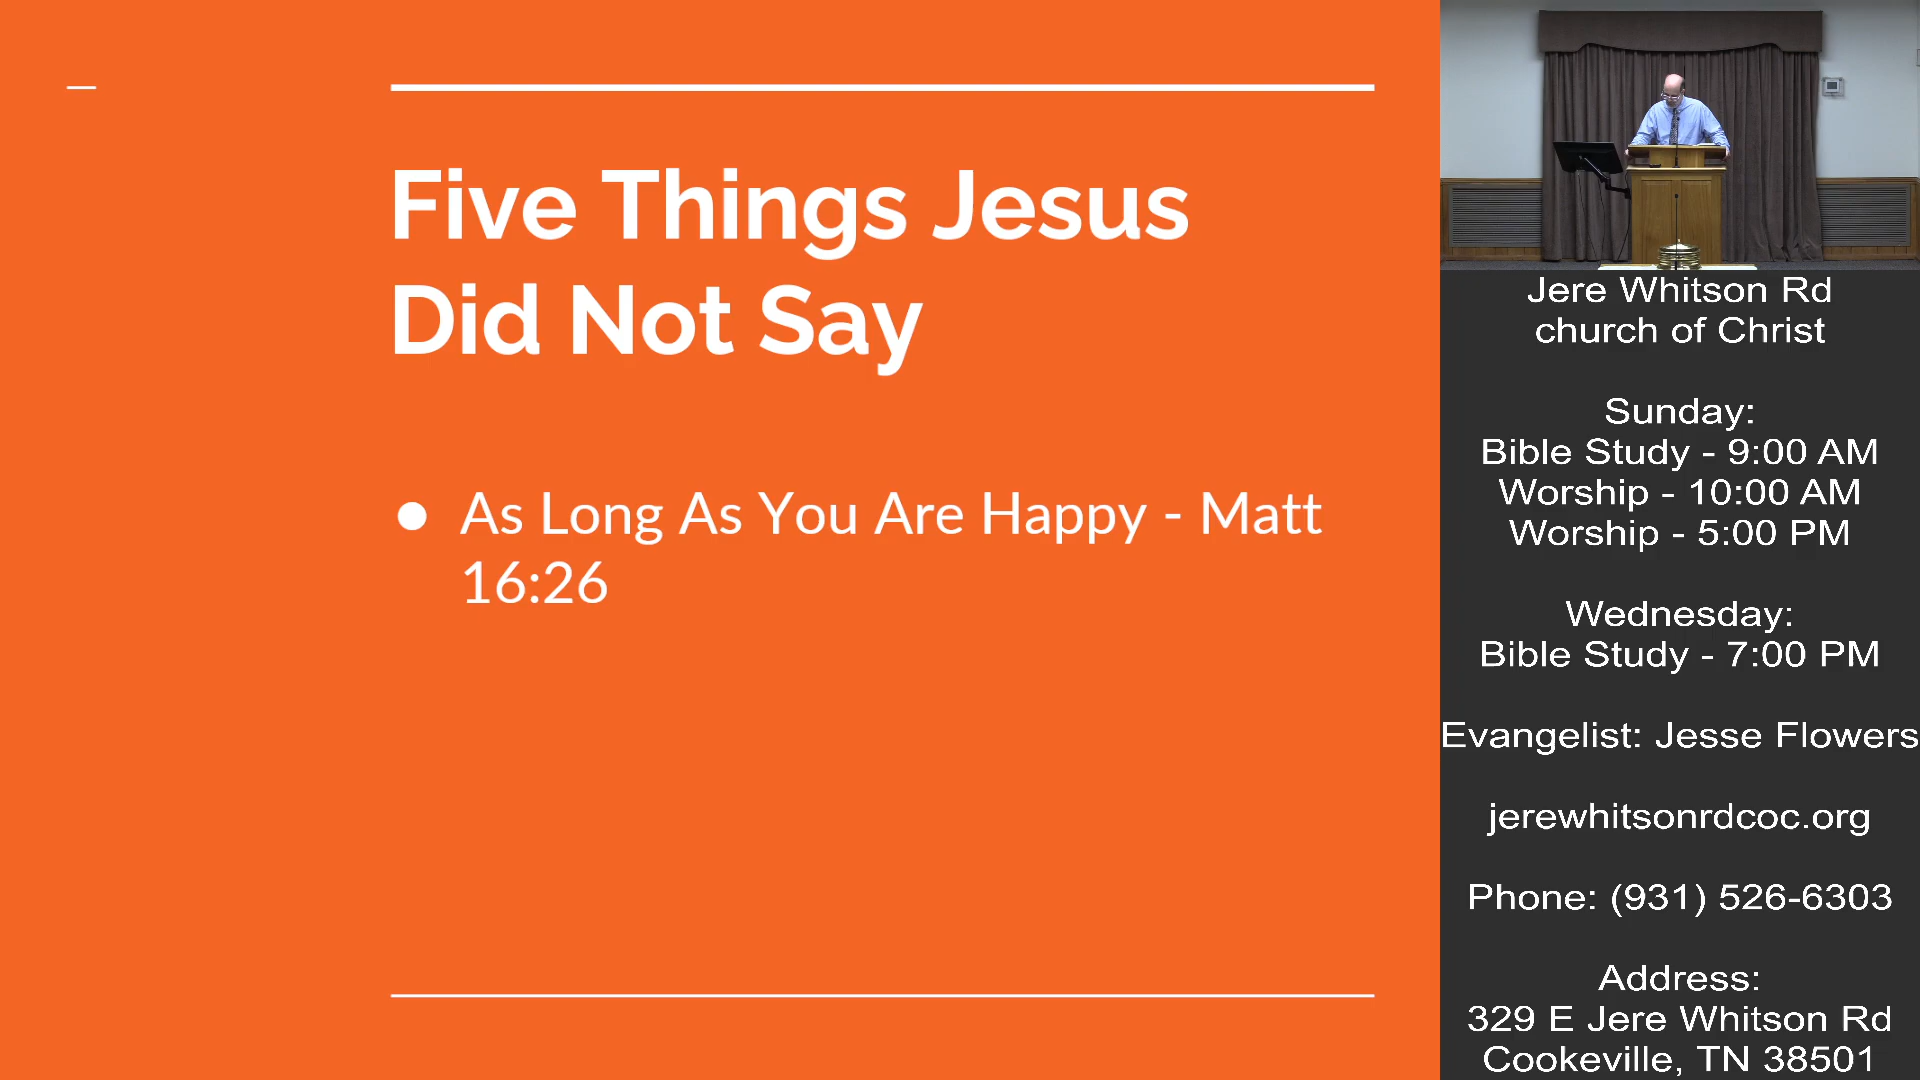 Five Things Jesus
Did Not Say
● As Long As You Are Happy - Matt
16:26
Jere Whitson Rd
church of Christ
Sunday:
Bible Study - 9:00 AM
Worship - 10:00 AM
Worship - 5:00 PM
Wednesday:
Bible Study - 7:00 PM
Evangelist: Jesse Flowers
jerewhitsonrdcoc.org
Phone: (931) 526-6303
Address:
329 E Jere Whitson Rd
Cookeville, TN 38501